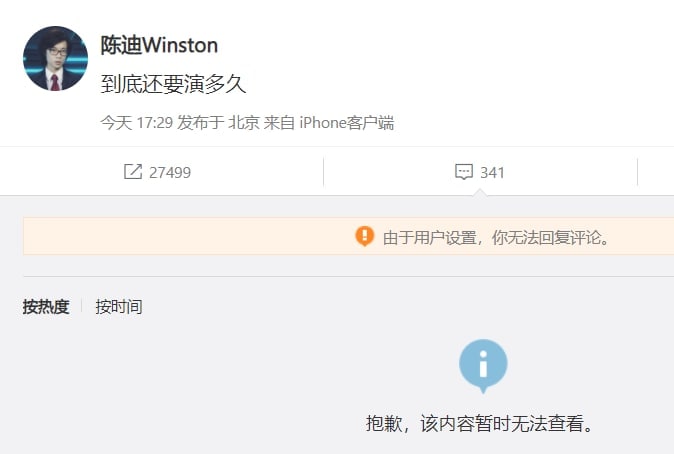 陈迪Winston
到底还要演多久
今天 17:29 发布于 北京 来自 iPhone客户端
27499
341
由于用户设置，你无法回复评论。
按热度 按时间
抱歉，该内容暂时无法查看。